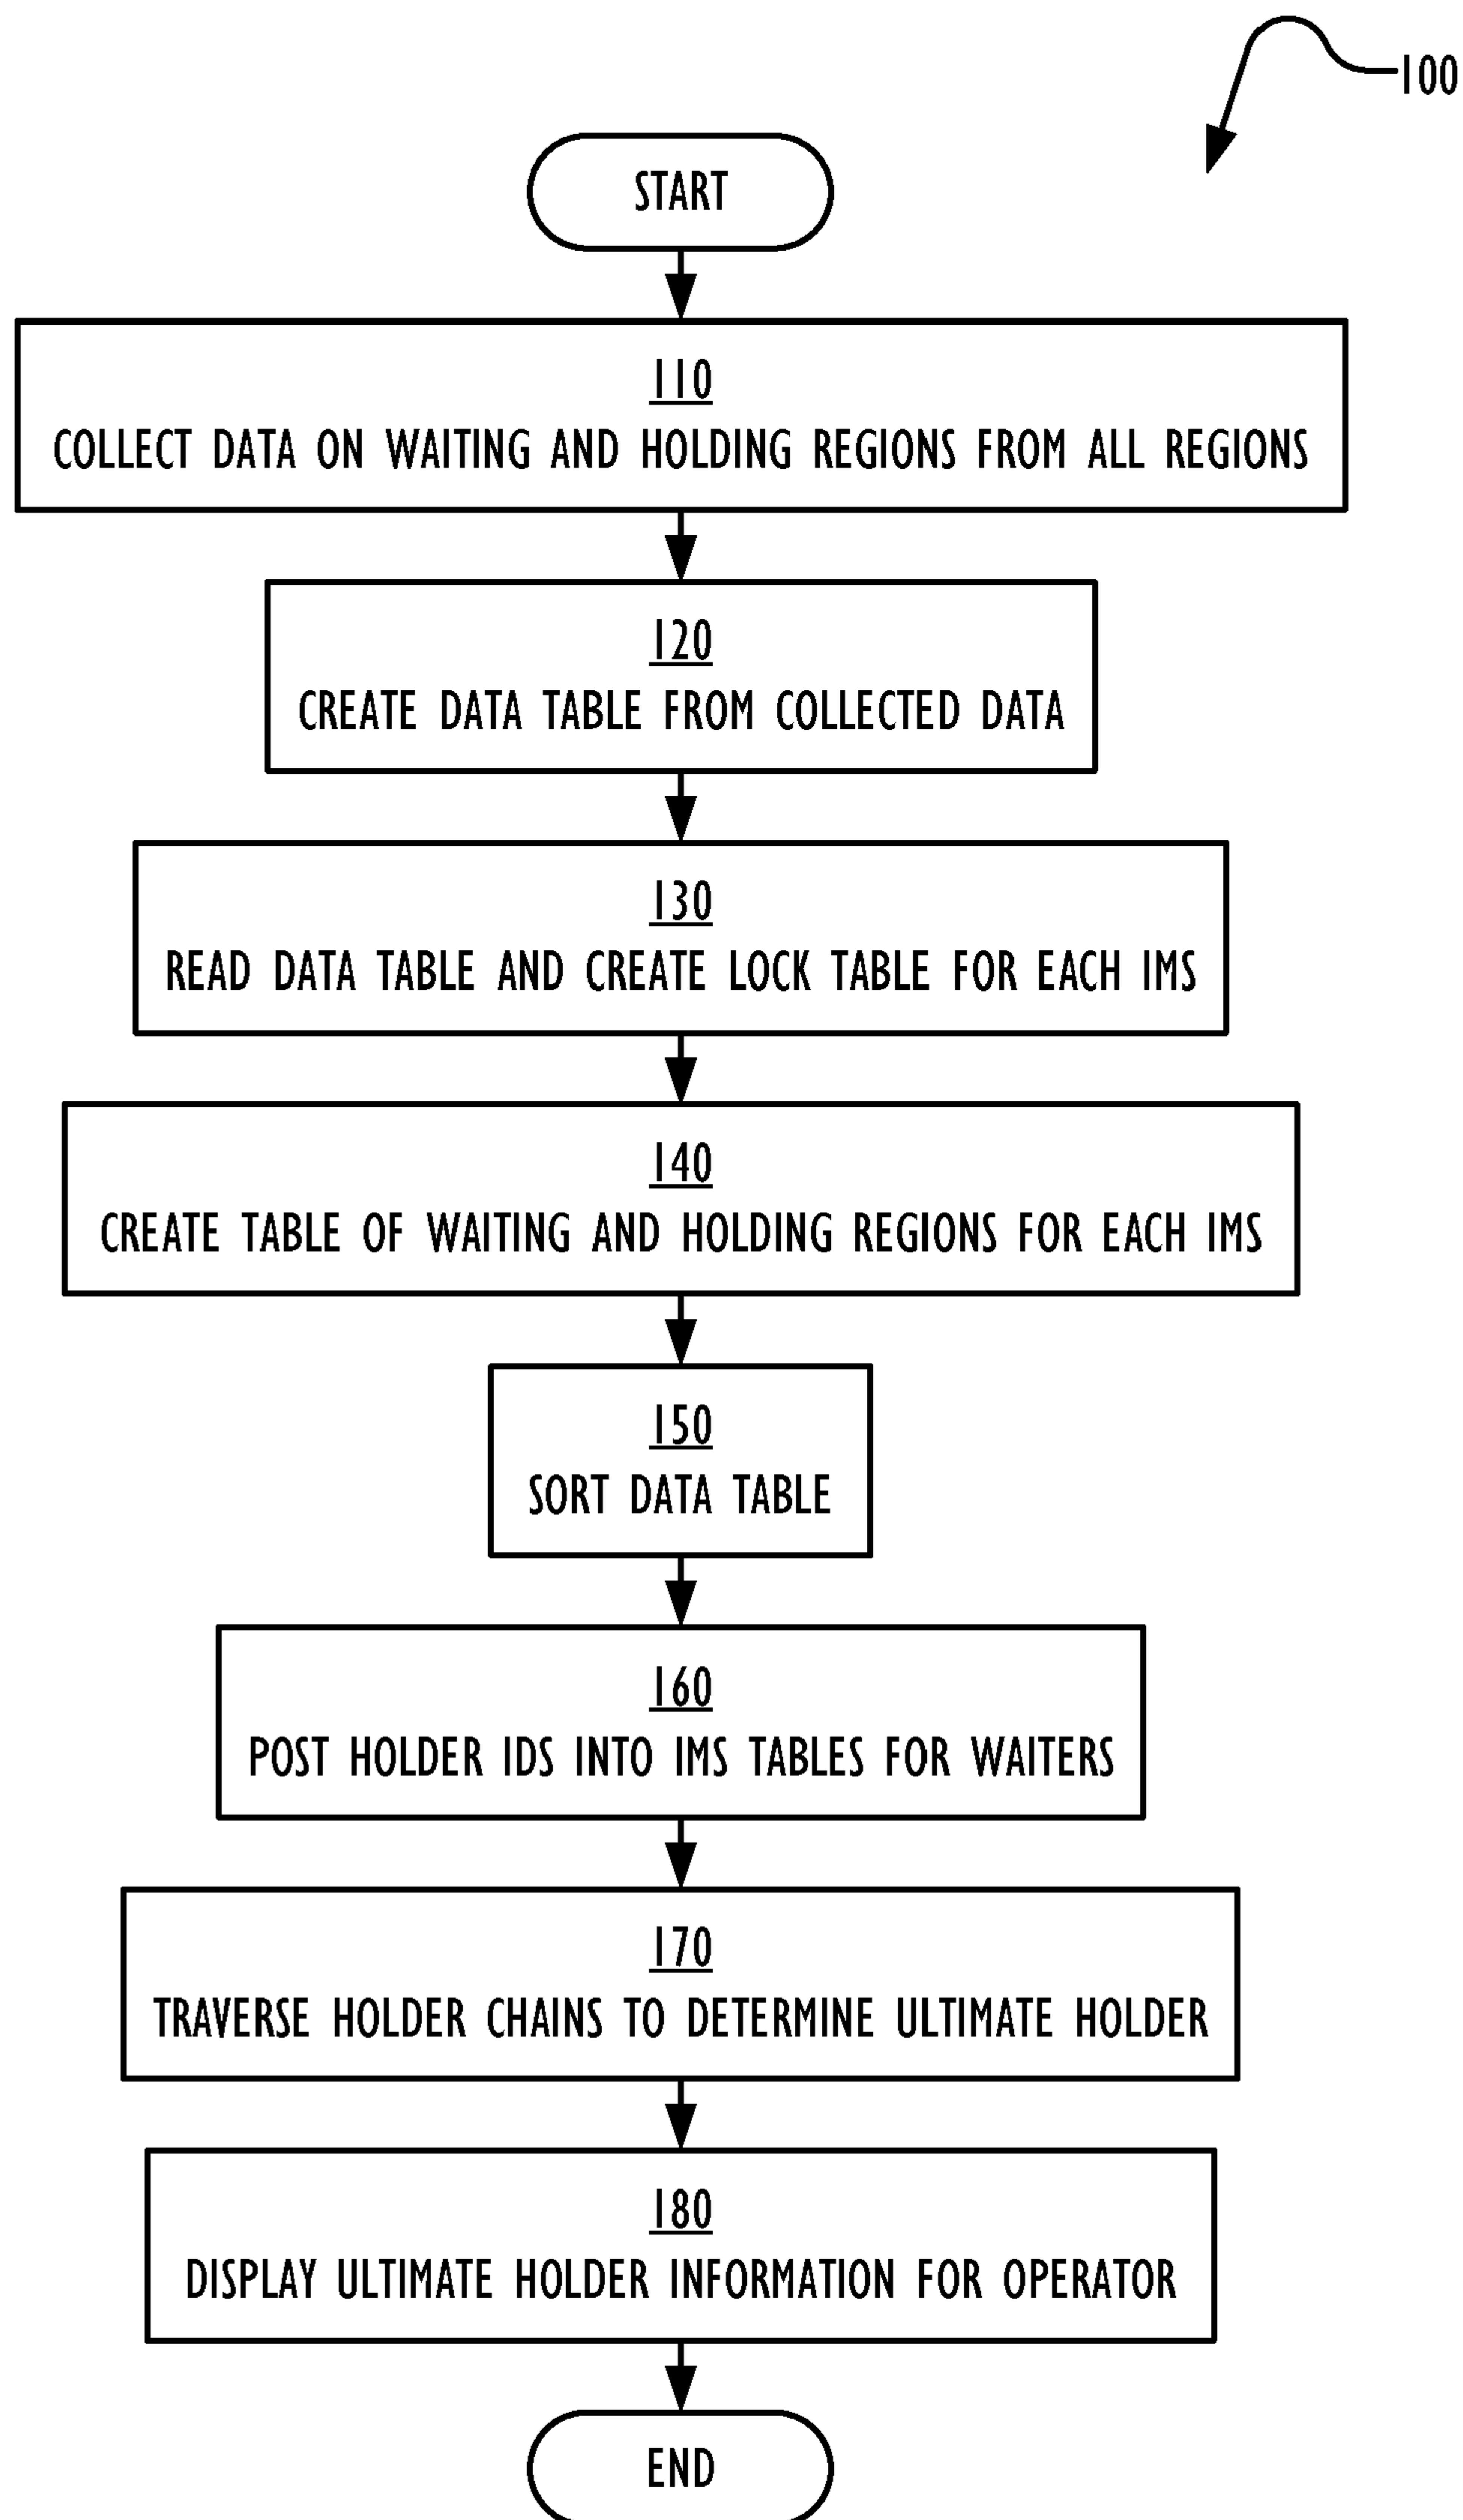 100
START
110
COLLECT DATA ON WAITING AND HOLDING REGIONS FROM ALL REGIONS
120
CREATE DATA TABLE FROM COLLECTED DATA
130
READ DATA TABLE AND CREATE LOCK TABLE FOR EACH IMS
140
CREATE TABLE OF WAITING AND HOLDING REGIONS FOR EACH IMS
150
SORT DATA TABLE
160
POST HOLDER IDS INTO IMS TABLES FOR WAITERS
170
TRAVERSE HOLDER CHAINS TO DETERMINE ULTIMATE HOLDER
180
DISPLAY ULTIMATE HOLDER INFORMATION FOR OPERATOR
END